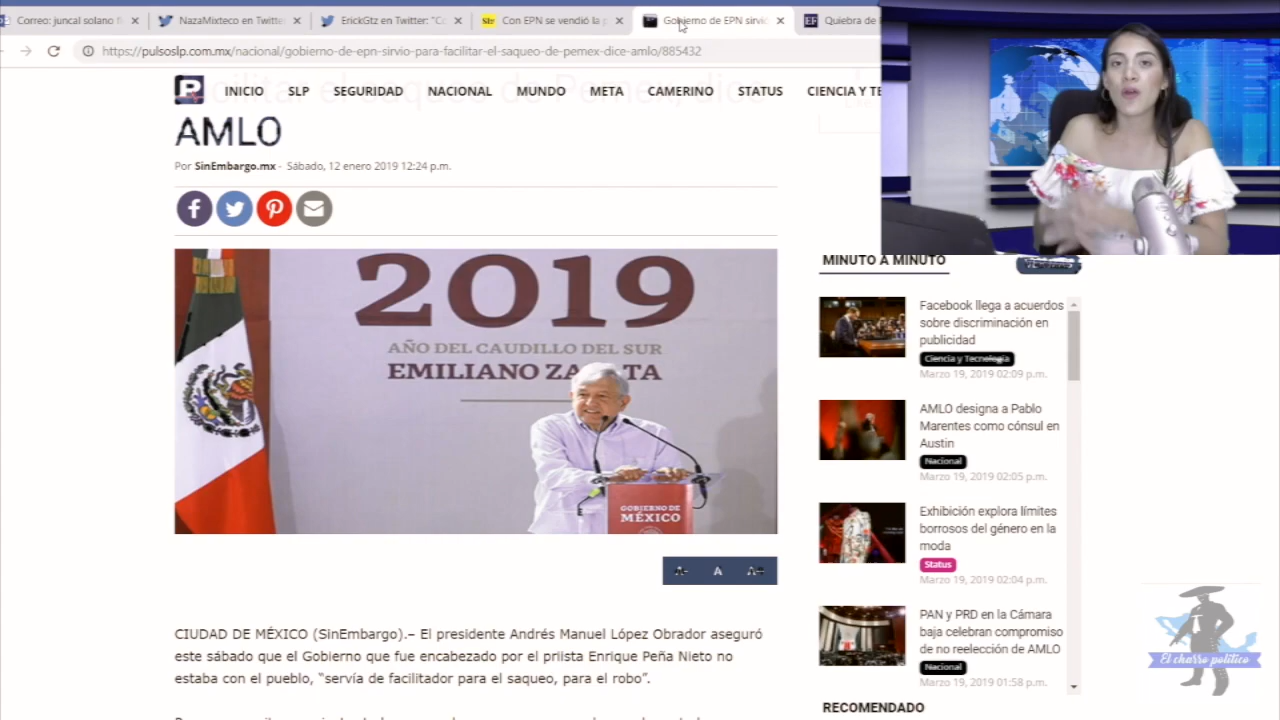 Correo: juncal solano
NazaMixteco en Twitte
ErickGtz en Twitter: "C
Con EPN se vendió la
Gobierno de EPN sirvi
Quiebra de
https://pulsoslp.com.mx/nacional/gobierno-de-epn-sirvio-para-facilitar-el-saqueo-de-pemex-dice-amlo/885432
INICIO SLP SEGURIDAD NACIONAL MUNDO META CAMERINO STATUS CIENCIA Y TE
facilitar el saqueo de Pemex, dice
AMLO
Por SinEmbargo.mx - Sábado, 12 enero 2019 12:24 p.m.
2019
AÑO DEL CAUDILLO DEL SUR
EMILIANO ZAPATA
GOBIERNO DE
MÉXICO
A- A A+
CIUDAD DE MÉXICO (SinEmbargo).– El presidente Andrés Manuel López Obrador aseguró
este sábado que el Gobierno que fue encabezado por el priista Enrique Peña Nieto no
estaba con el pueblo, “servía de facilitador para el saqueo, para el robo”.
MINUTO A MINUTO
Facebook llega a acuerdos
sobre discriminación en
publicidad
Ciencia y Tecnología
Marzo 19, 2019 02:09 p.m.
AMLO designa a Pablo
Marentes como cónsul en
Austin
Nacional
Marzo 19, 2019 02:05 p.m.
Exhibición explora límites
borrosos del género en la
moda
Status
Marzo 19, 2019 02:04 p.m.
PAN y PRD en la Cámara
baja celebran compromiso
de no reelección de AMLO
Nacional
Marzo 19, 2019 01:58 p.m.
RECOMENDADO
El charro político